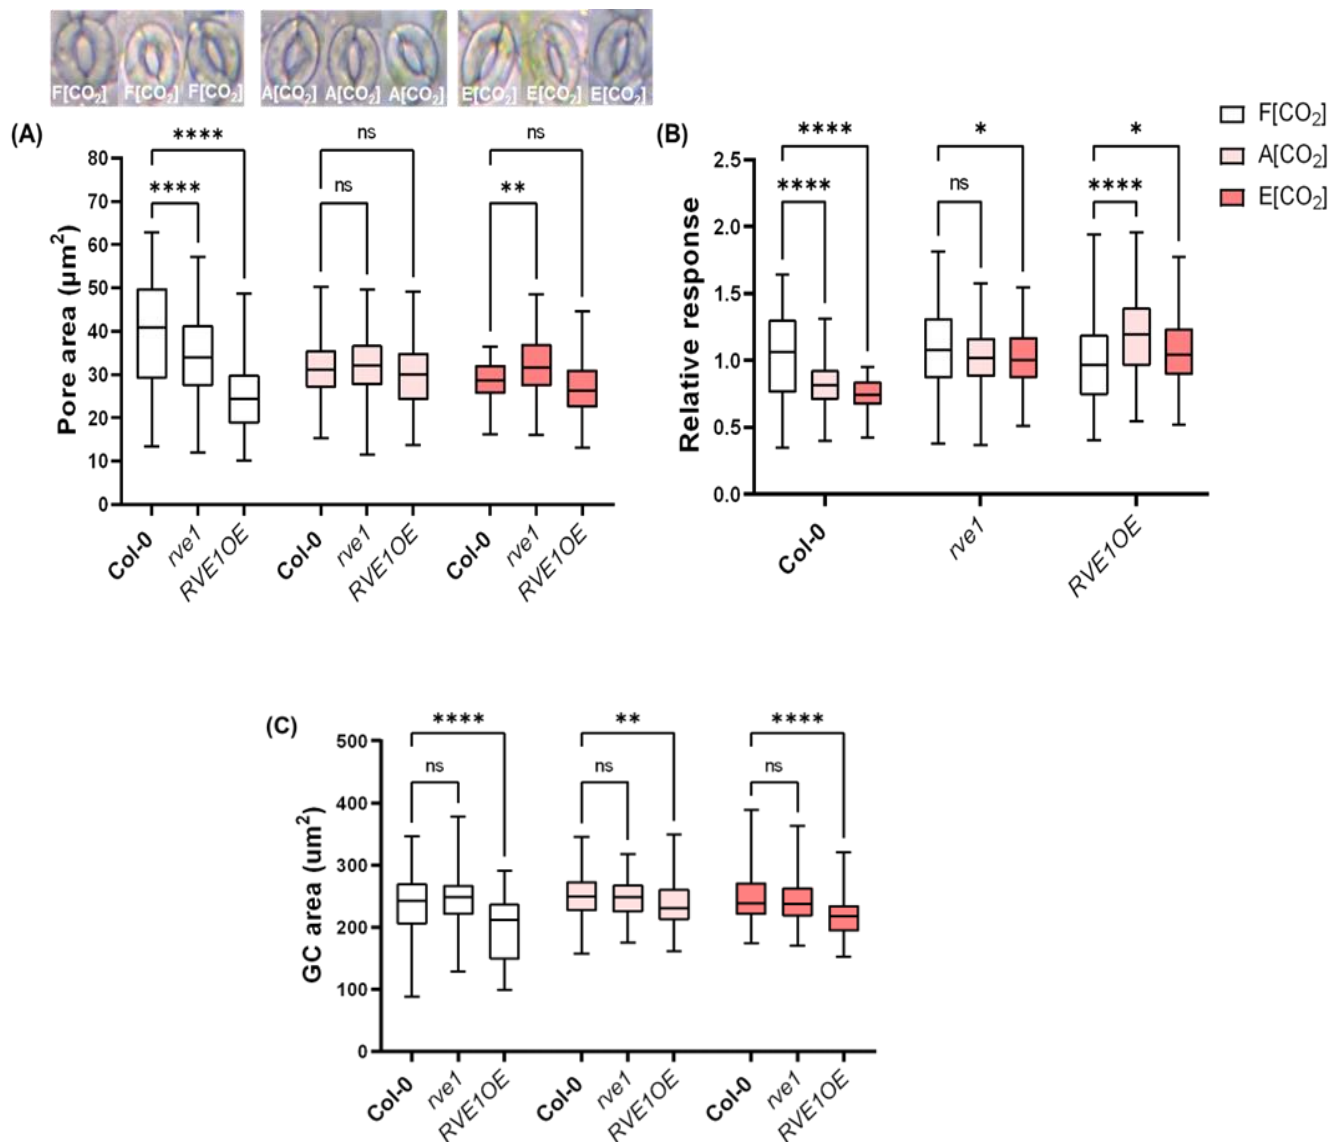 F[CO₂] F[CO₂] F[CO₂] A[CO₂] A[CO₂] A[CO₂] E[CO₂] E[CO₂] E[CO₂]
(A)
**** ns ns
**** ns **
Pore area (µm²)
80
70
60
50
40
30
20
10
0
Col-0 rve1 RVE1OE Col-0 rve1 RVE1OE Col-0 rve1 RVE1OE
(B)
**** * *
**** ns ****
Relative response
2.5
2.0
1.5
1.0
0.5
0.0
Col-0 rve1 RVE1OE
F[CO₂]
A[CO₂]
E[CO₂]
(C)
**** ** ****
ns ns ns
GC area (um²)
500
400
300
200
100
0
Col-0 rve1 RVE1OE Col-0 rve1 RVE1OE Col-0 rve1 RVE1OE